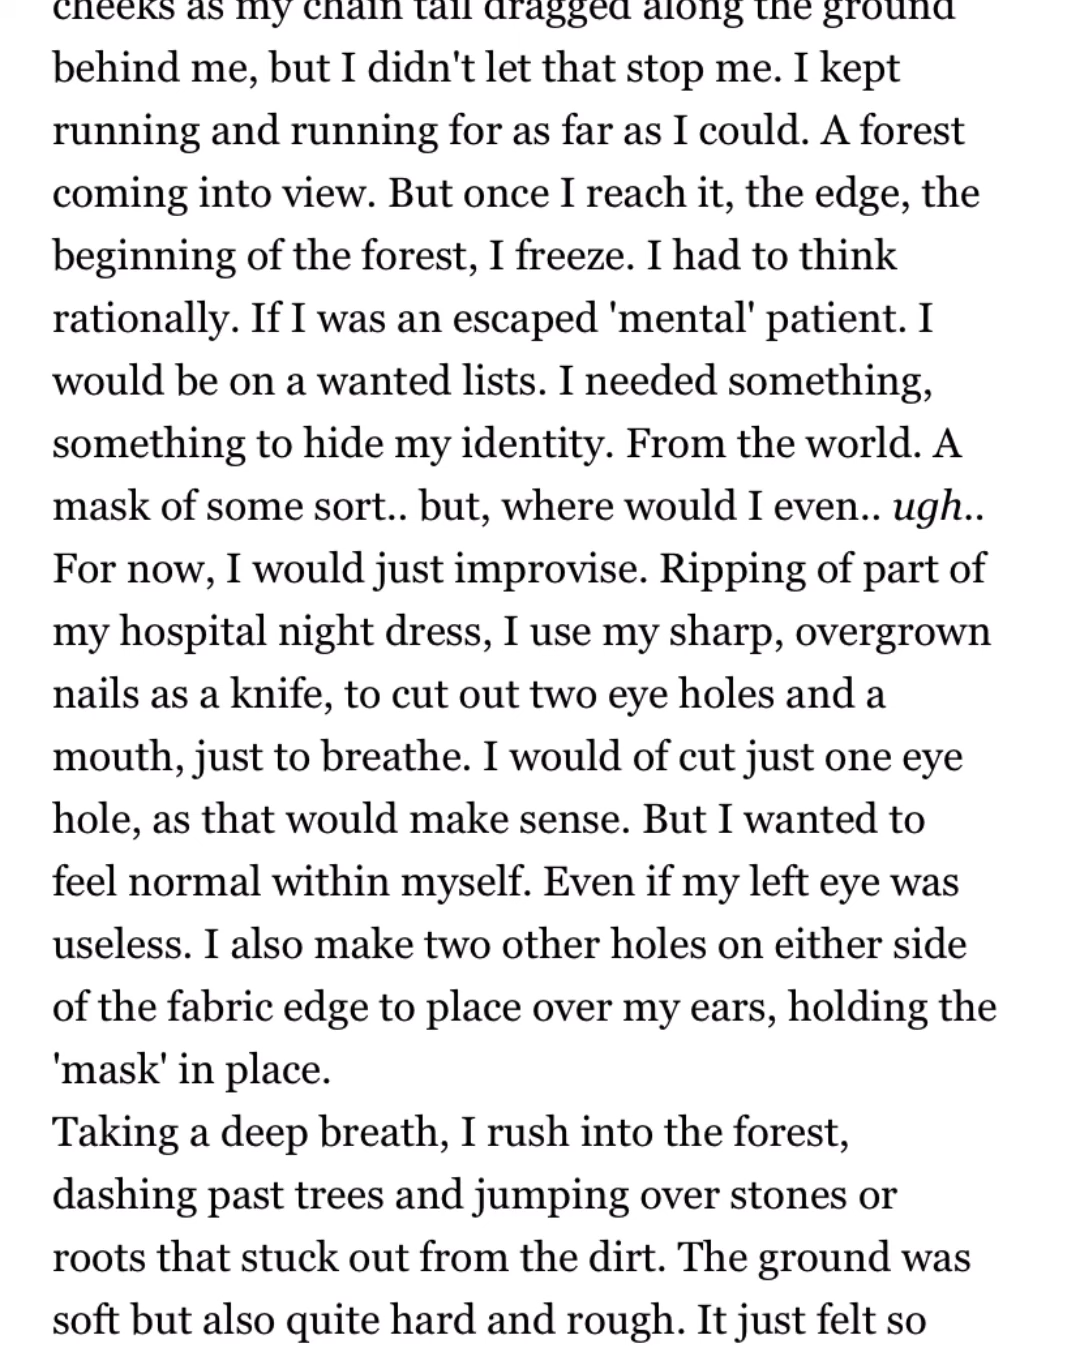 cheeks as my chain tail dragged along the ground
behind me, but I didn't let that stop me. I kept
running and running for as far as I could. A forest
coming into view. But once I reach it, the edge, the
beginning of the forest, I freeze. I had to think
rationally. If I was an escaped 'mental' patient. I
would be on a wanted lists. I needed something,
something to hide my identity. From the world. A
mask of some sort.. but, where would I even.. ugh..
For now, I would just improvise. Ripping of part of
my hospital night dress, I use my sharp, overgrown
nails as a knife, to cut out two eye holes and a
mouth, just to breathe. I would of cut just one eye
hole, as that would make sense. But I wanted to
feel normal within myself. Even if my left eye was
useless. I also make two other holes on either side
of the fabric edge to place over my ears, holding the
'mask' in place.
Taking a deep breath, I rush into the forest,
dashing past trees and jumping over stones or
roots that stuck out from the dirt. The ground was
soft but also quite hard and rough. It just felt so